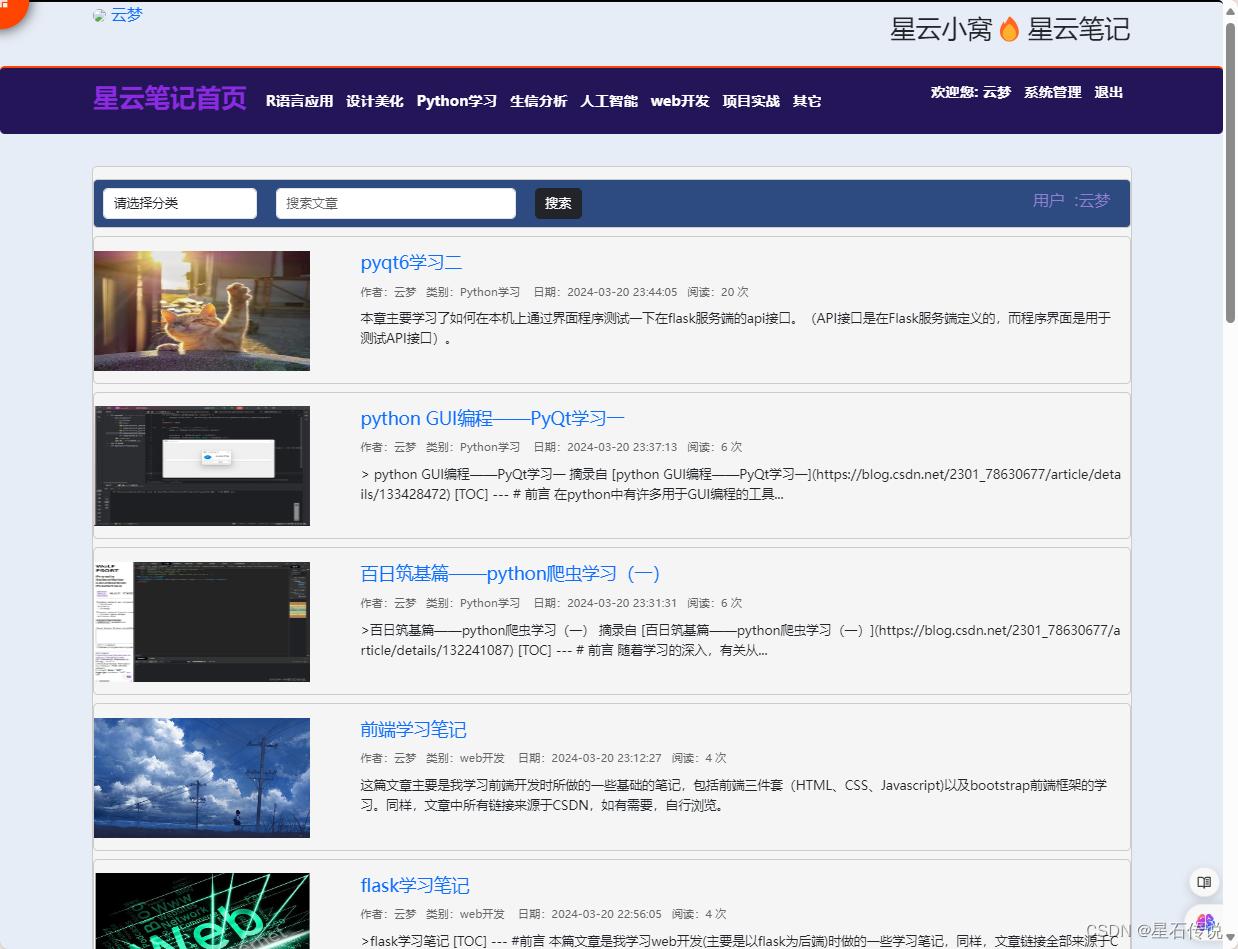 云梦
星云小窝🔥星云笔记
星云笔记首页 R语言应用 设计美化 Python学习 生信分析 人工智能 web开发 项目实战 其它 欢迎您: 云梦 系统管理 退出
请选择分类 搜索文章 搜索 用户 :云梦
pyqt6学习二
作者：云梦 类别：Python学习 日期：2024-03-20 23:44:05 阅读：20 次
本章主要学习了如何在本机上通过界面程序测试一下在flask服务端的api接口。（API接口是在Flask服务端定义的，而程序界面是用于
测试API接口）。
python GUI编程——PyQt学习一
作者：云梦 类别：Python学习 日期：2024-03-20 23:37:13 阅读：6 次
> python GUI编程——PyQt学习一 摘录自 [python GUI编程——PyQt学习一](https://blog.csdn.net/2301_78630677/article/deta
ils/133428472) [TOC] --- # 前言 在python中有许多用于GUI编程的工具...
百日筑基篇——python爬虫学习（一）
作者：云梦 类别：Python学习 日期：2024-03-20 23:31:31 阅读：6 次
>百日筑基篇——python爬虫学习（一） 摘录自 [百日筑基篇——python爬虫学习（一）](https://blog.csdn.net/2301_78630677/a
rticle/details/132241087) [TOC] --- # 前言 随着学习的深入，有关从...
前端学习笔记
作者：云梦 类别：web开发 日期：2024-03-20 23:12:27 阅读：4 次
这篇文章主要是我学习前端开发时所做的一些基础的笔记，包括前端三件套（HTML、CSS、Javascript)以及bootstrap前端框架的学
习。同样，文章中所有链接来源于CSDN，如有需要，自行浏览。
flask学习笔记
作者：云梦 类别：web开发 日期：2024-03-20 22:56:05 阅读：4 次
>flask学习笔记 [TOC] --- #前言 本篇文章是我学习web开发(主要是以flask为后端)时做的一些学习笔记，同样，文章链接全部来源于C
Web
CSDN @星石传说